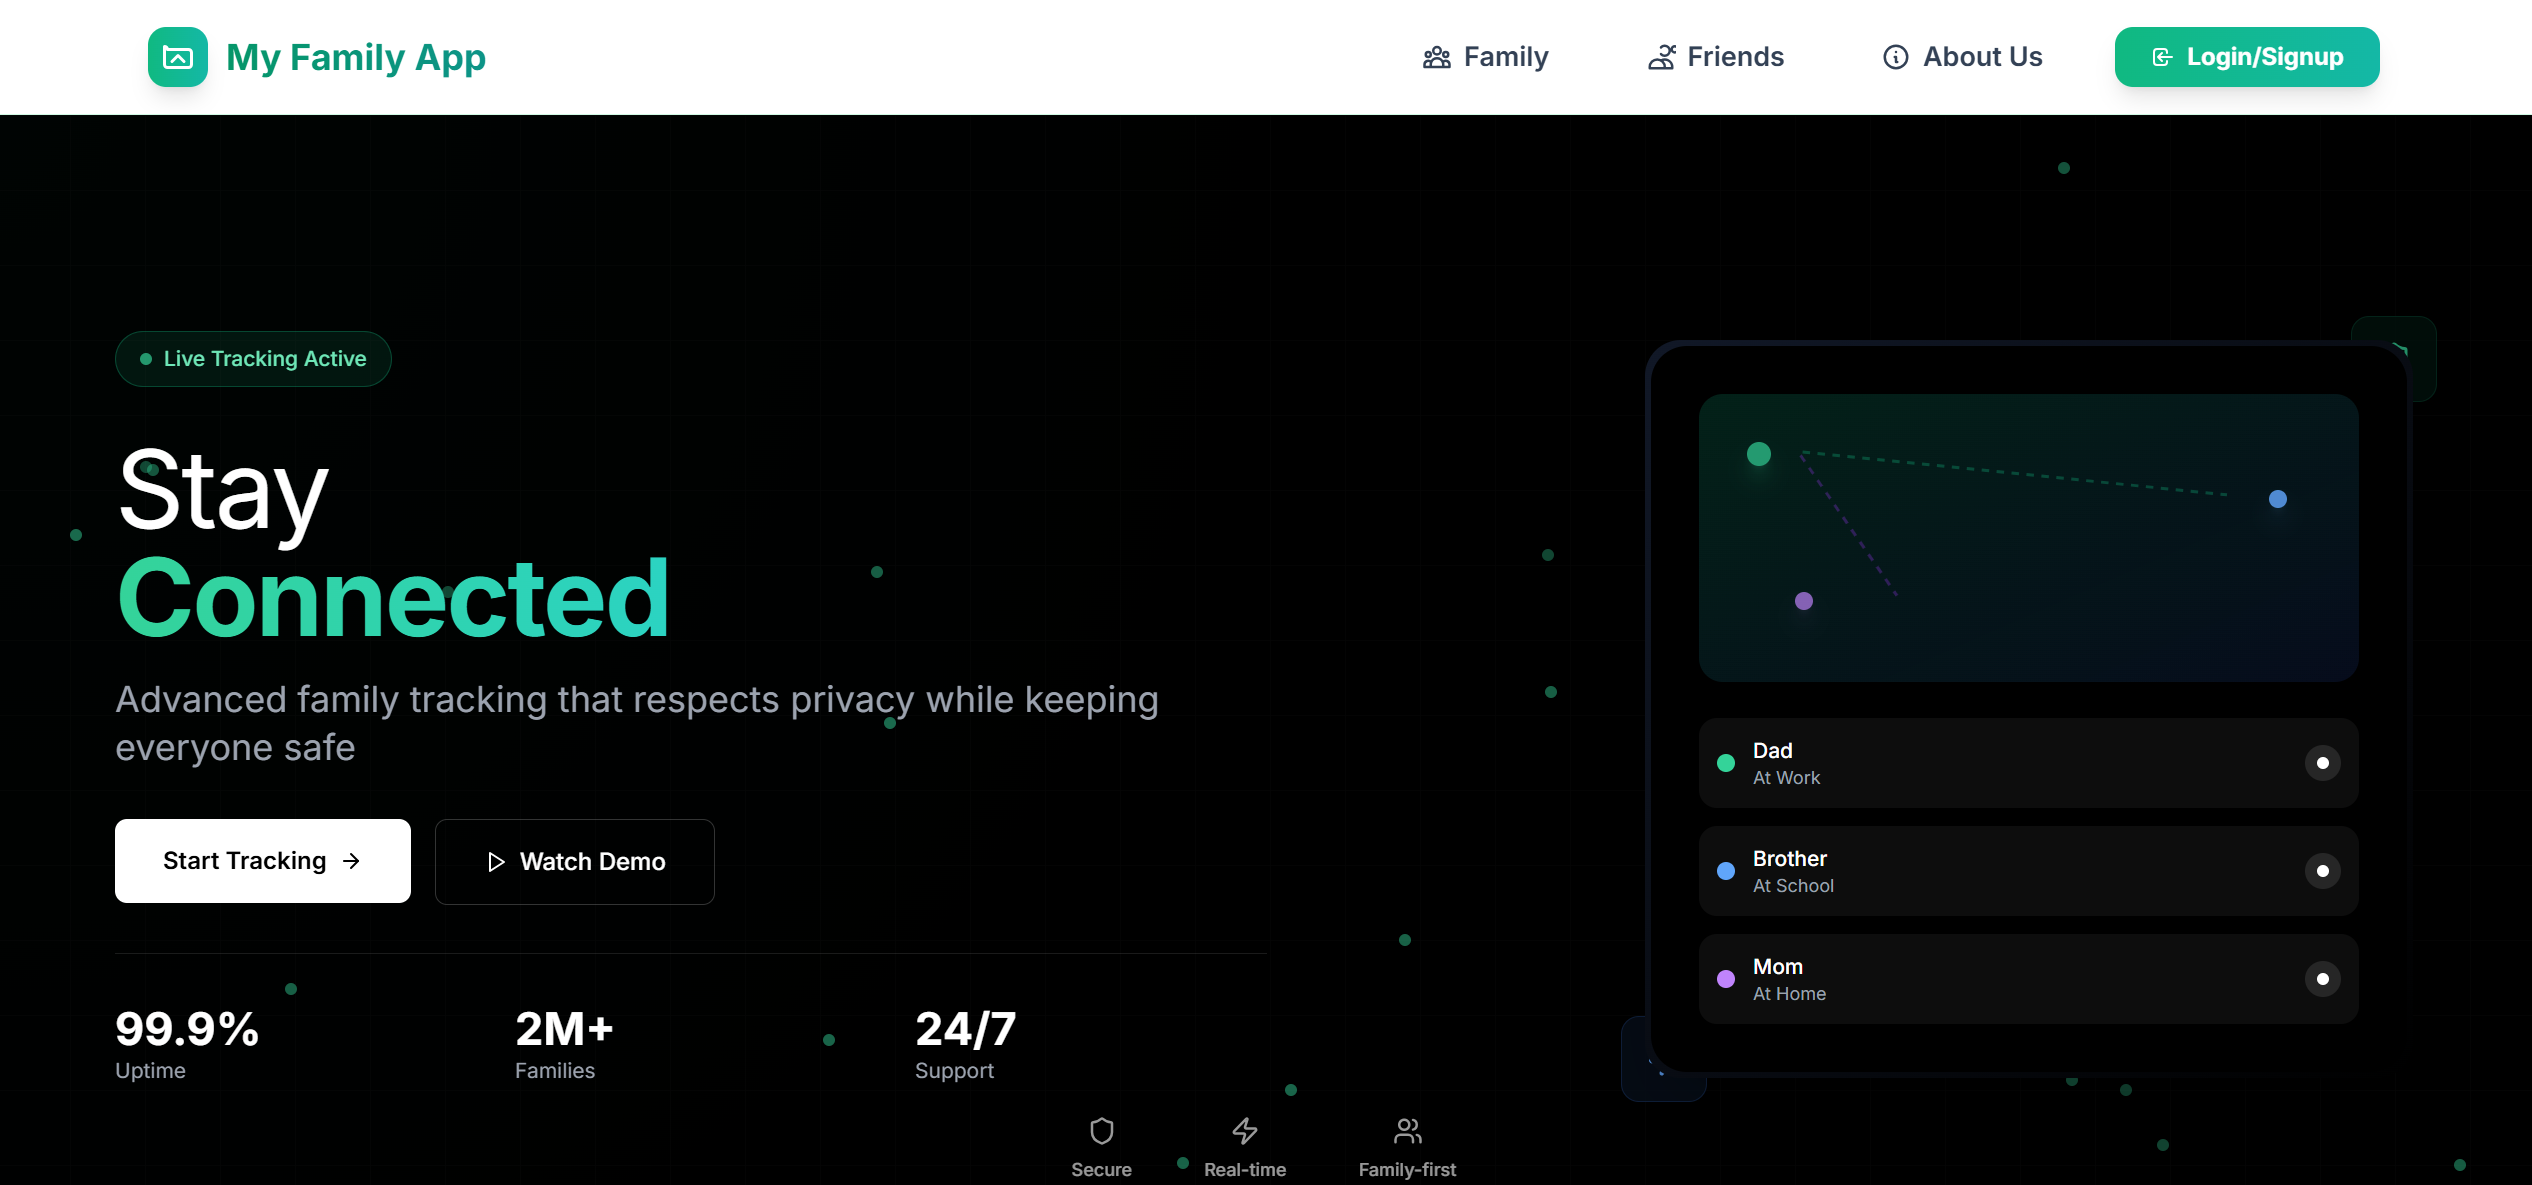 My Family App
Family
Friends
About Us
Login/Signup
Live Tracking Active
Stay
Connected
Advanced family tracking that respects privacy while keeping
everyone safe
Start Tracking
Watch Demo
99.9%
Uptime
2M+
Families
24/7
Support
Dad
At Work
Brother
At School
Mom
At Home
Secure
Real-time
Family-first